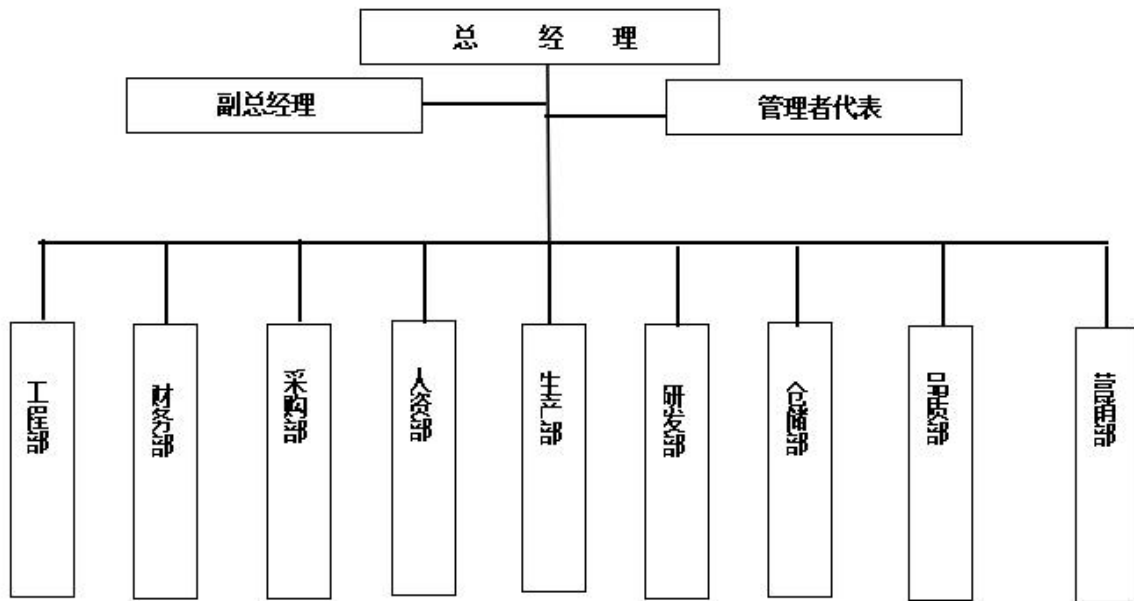 总 经 理
副总经理
管理者代表
工程部
财务部
采购部
人资部
生产部
研发部
仓储部
品质部
营销部